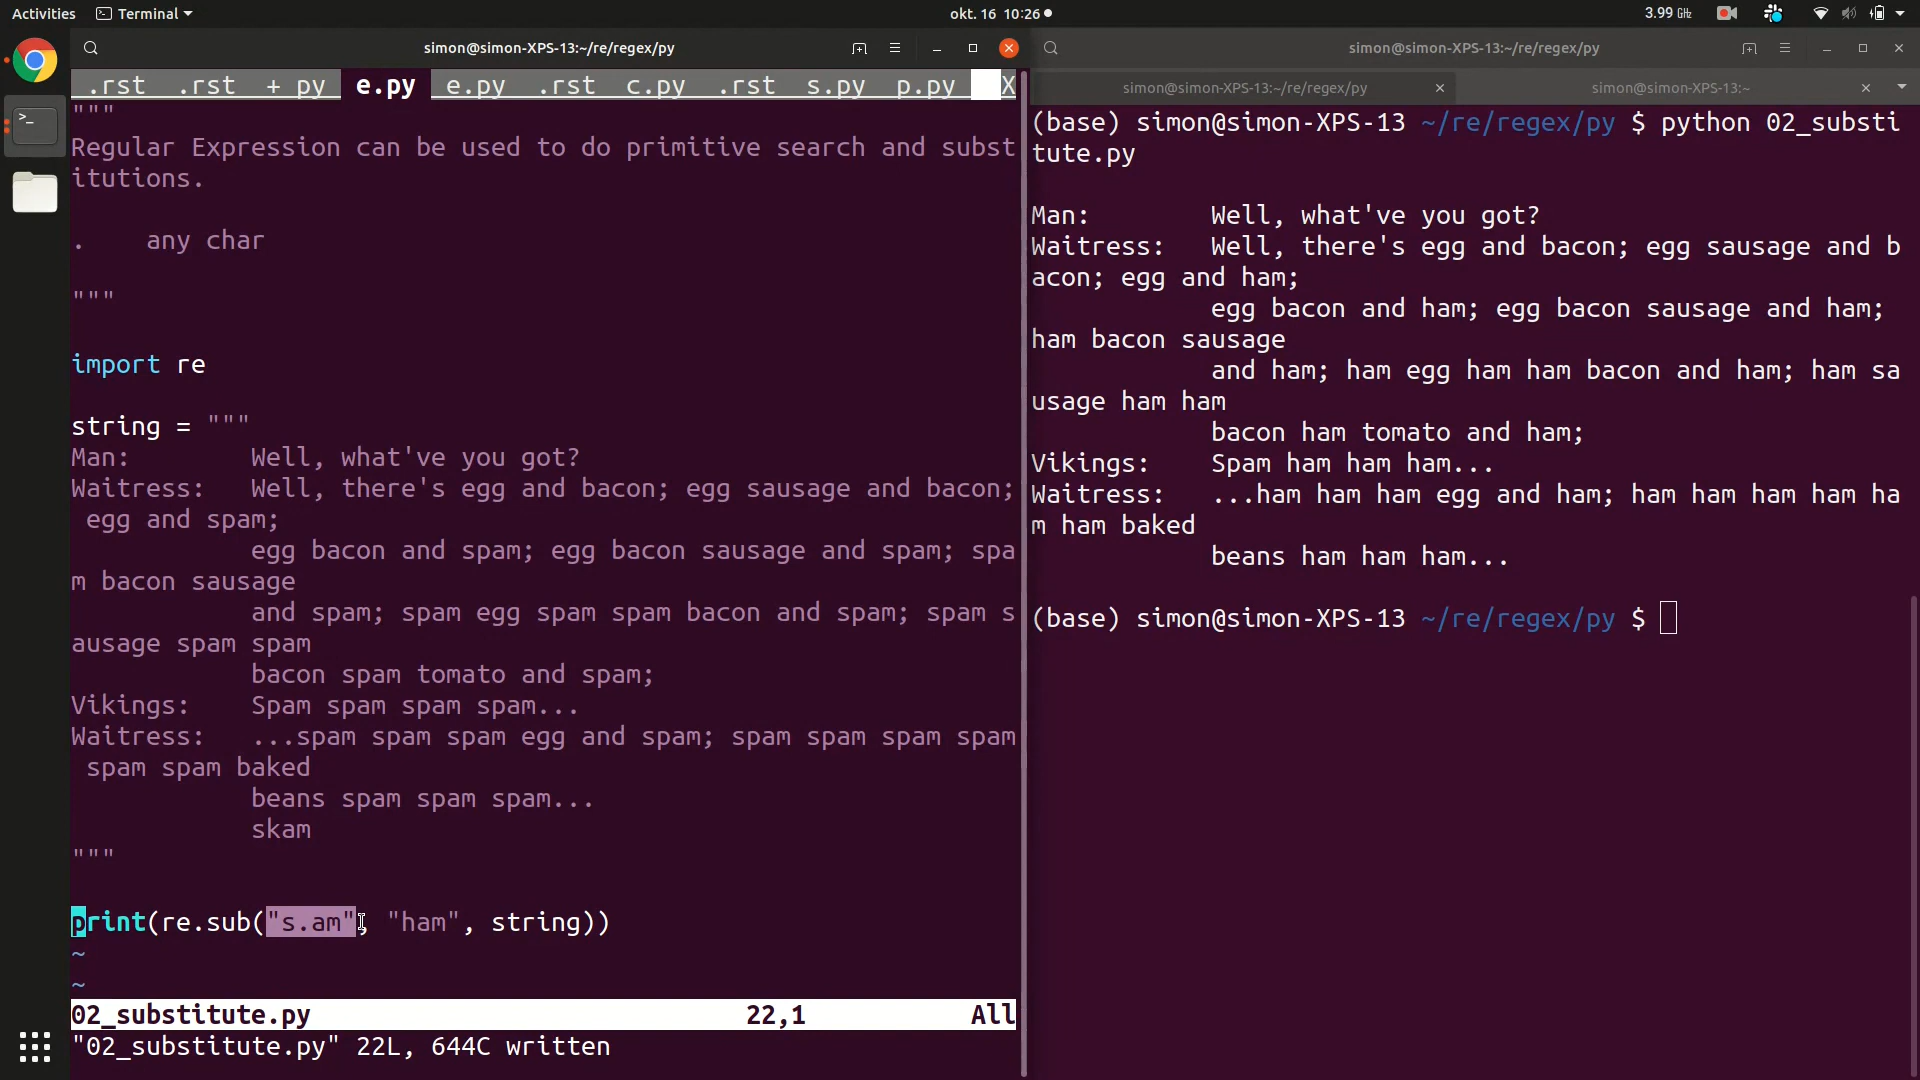 Activities Terminal okt. 16 10:26 3.99 GHz
simon@simon-XPS-13:~/re/regex/py
.rst .rst + py e.py e.py .rst c.py .rst s.py p.py X
"""
Regular Expression can be used to do primitive search and subst
itutions.
. any char
"""
import re
string = """
Man: Well, what've you got?
Waitress: Well, there's egg and bacon; egg sausage and bacon;
egg and spam;
egg bacon and spam; egg bacon sausage and spam; spa
m bacon sausage
and spam; spam egg spam spam bacon and spam; spam s
ausage spam spam
bacon spam tomato and spam;
Vikings: Spam spam spam spam...
Waitress: ...spam spam spam egg and spam; spam spam spam spam
spam spam baked
beans spam spam spam...
skam
"""
print(re.sub("s.am", "ham", string))
~
~
02_substitute.py 22,1 All
"02_substitute.py" 22L, 644C written
simon@simon-XPS-13:~/re/regex/py
simon@simon-XPS-13:~/re/regex/py simon@simon-XPS-13:~
(base) simon@simon-XPS-13 ~/re/regex/py $ python 02_substi
tute.py
Man: Well, what've you got?
Waitress: Well, there's egg and bacon; egg sausage and b
acon; egg and ham;
egg bacon and ham; egg bacon sausage and ham;
ham bacon sausage
and ham; ham egg ham ham bacon and ham; ham sa
usage ham ham
bacon ham tomato and ham;
Vikings: Spam ham ham ham...
Waitress: ...ham ham ham egg and ham; ham ham ham ham ha
m ham baked
beans ham ham ham...
(base) simon@simon-XPS-13 ~/re/regex/py $